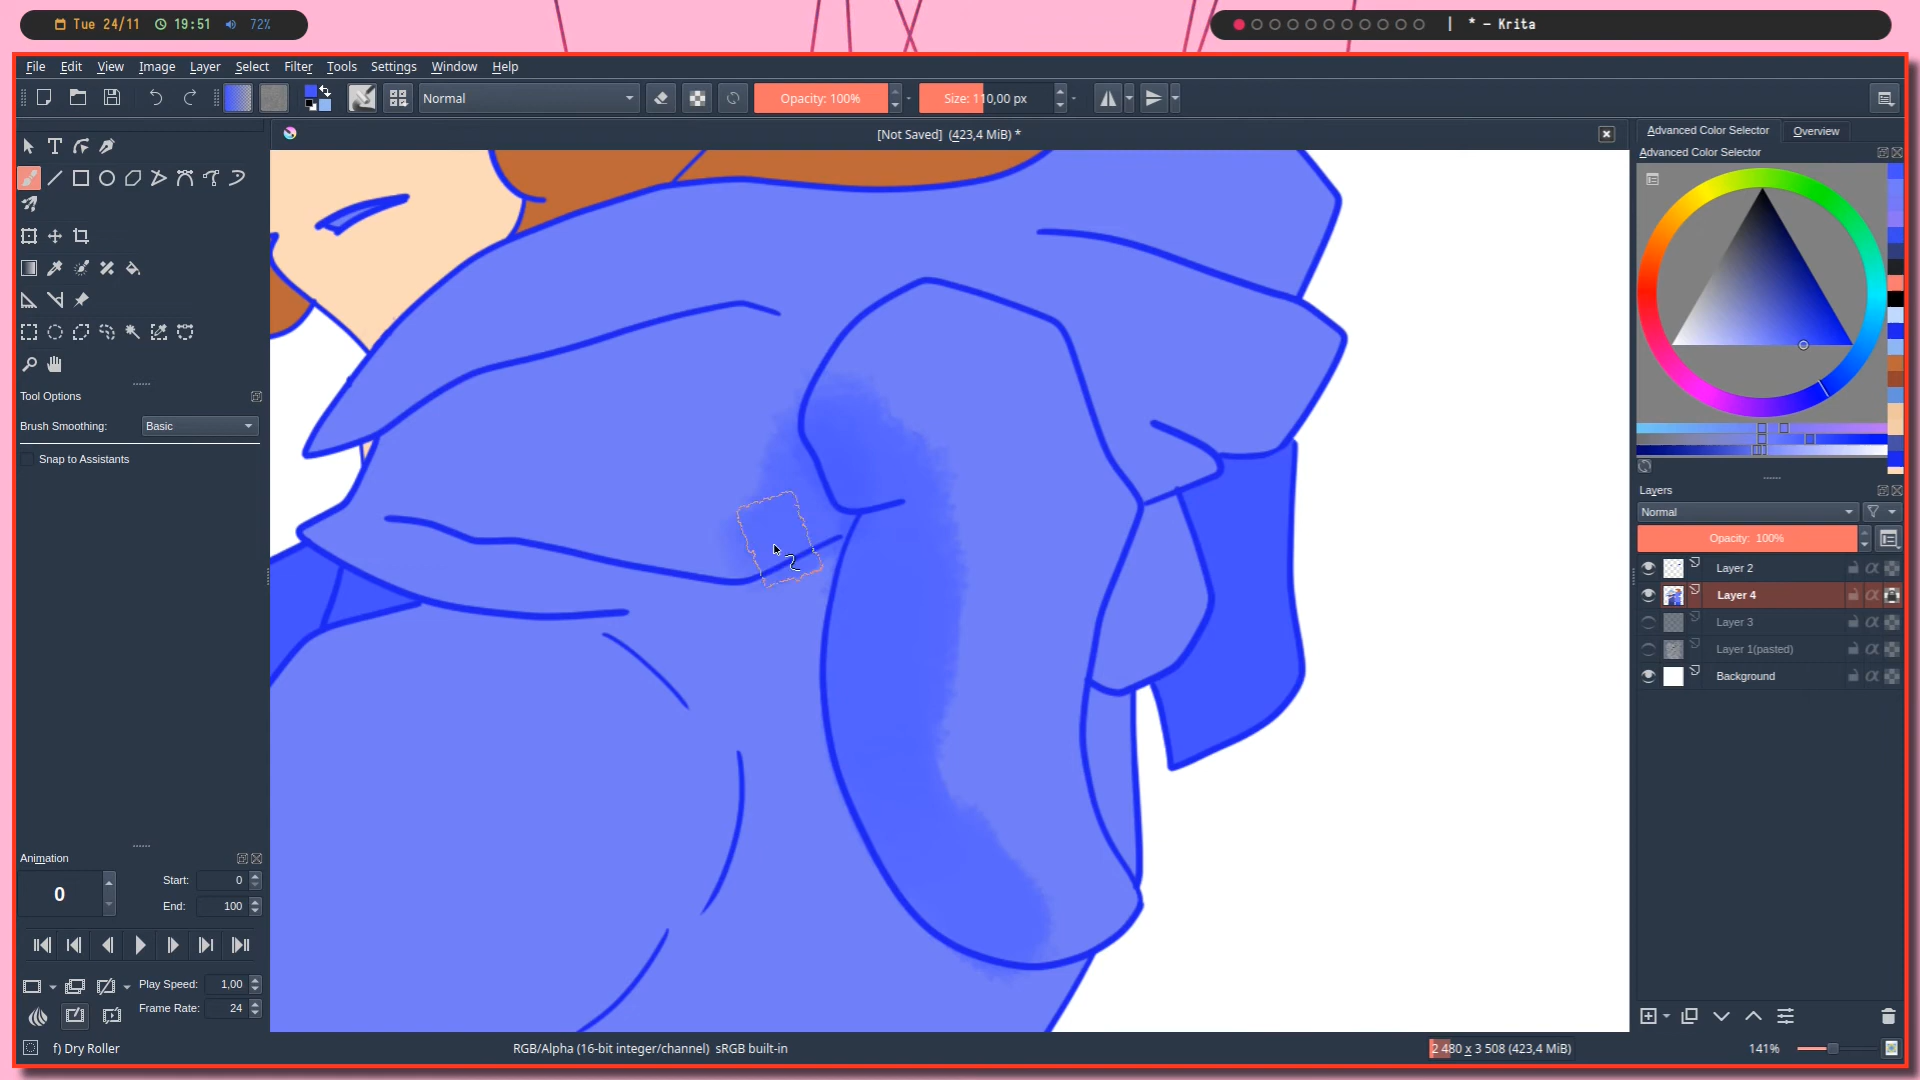 Tue 24/11 19:51 72%
* — Krita
File Edit View Image Layer Select Filter Tools Settings Window Help
Normal Opacity: 100% Size: 110,00 px
[Not Saved] (423,4 MiB) *
Advanced Color Selector Overview
Advanced Color Selector
Tool Options
Brush Smoothing: Basic
Snap to Assistants
Layers
Normal
Opacity: 100%
Layer 2
Layer 4
Layer 3
Layer 1(pasted)
Background
Animation
0
Start: 0
End: 100
Play Speed: 1,00
Frame Rate: 24
f) Dry Roller
RGB/Alpha (16-bit integer/channel) sRGB built-in
2 480 x 3 508 (423,4 MiB)
141%